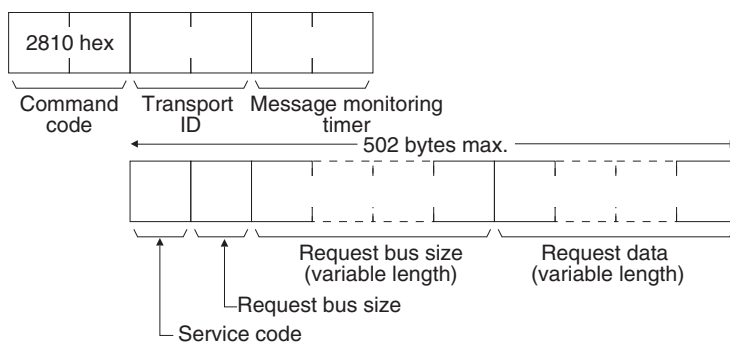 2810 hex
Command
code
Transport
ID
Message monitoring
timer
502 bytes max.
Request bus size
(variable length)
Request data
(variable length)
Request bus size
Service code